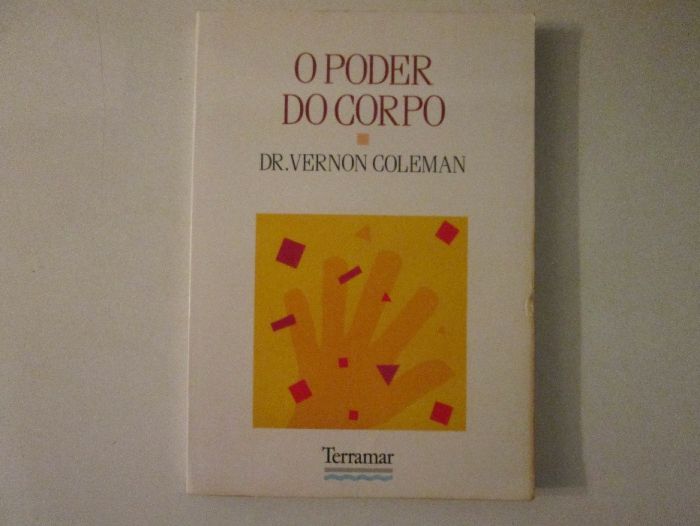 O PODER
DO CORPO
DR. VERNON COLEMAN
Terramar